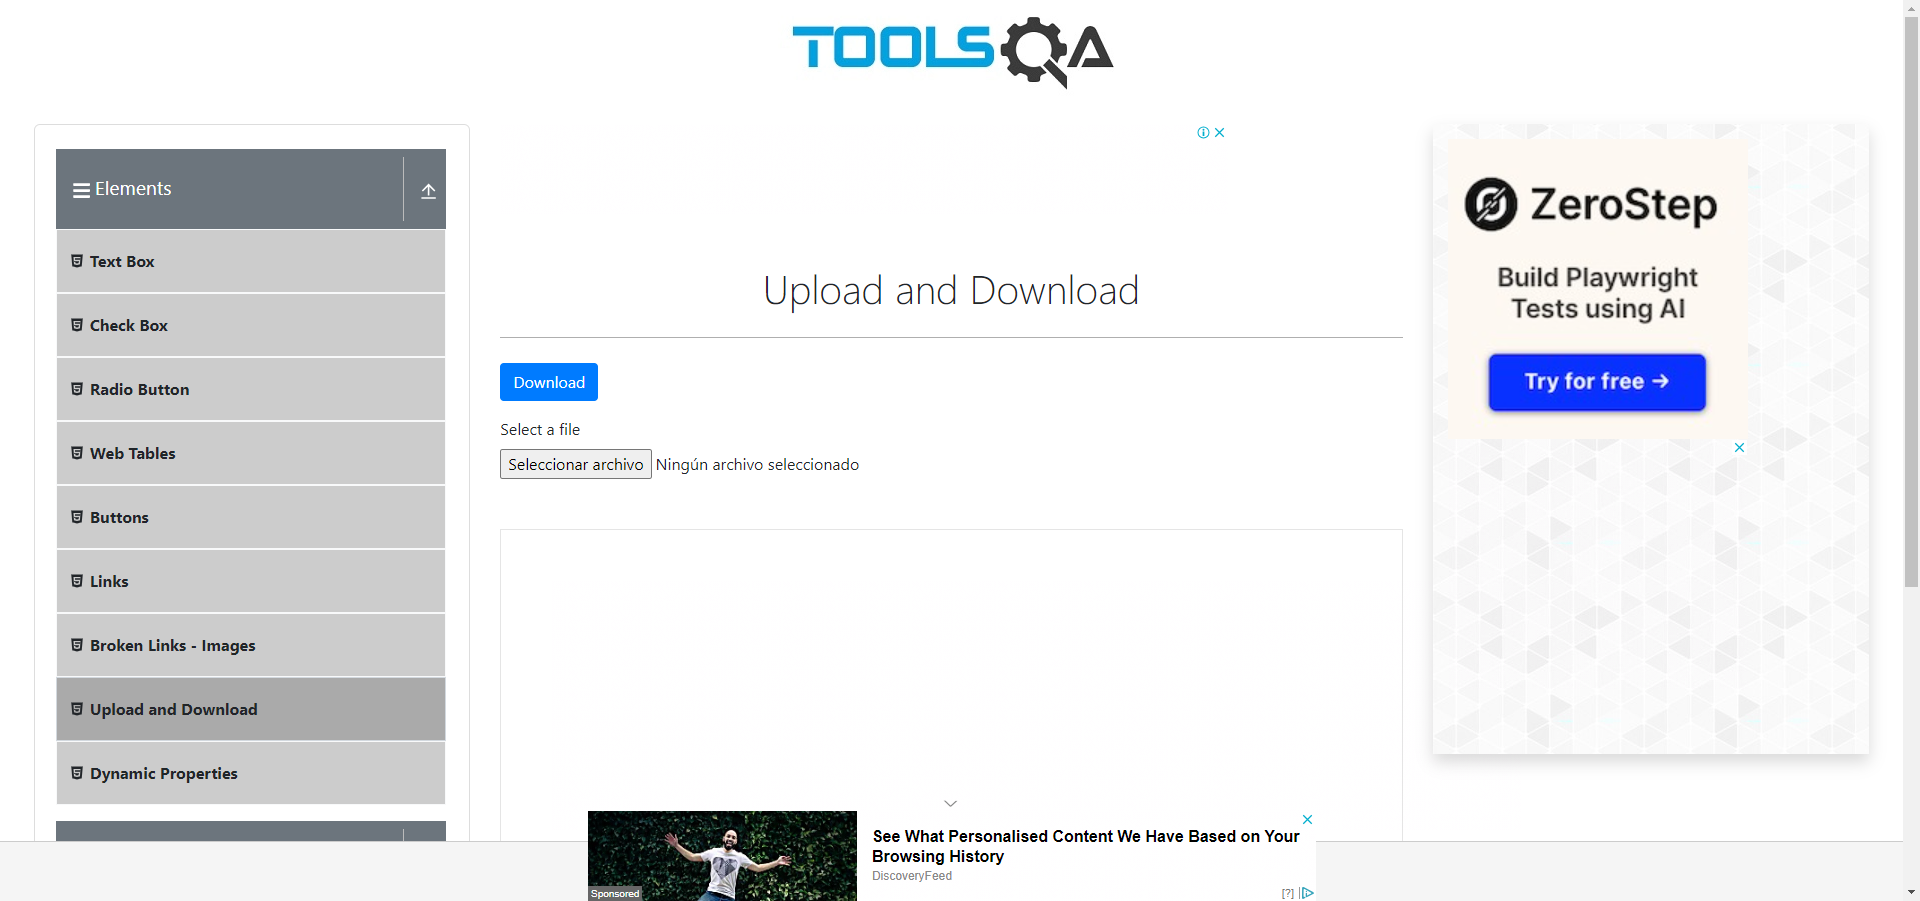 TOOLSQA
Elements
Text Box
Check Box
Radio Button
Web Tables
Buttons
Links
Broken Links - Images
Upload and Download
Dynamic Properties
Upload and Download
Download
Select a file
Seleccionar archivo Ningún archivo seleccionado
ZeroStep
Build Playwright
Tests using AI
Try for free →
See What Personalised Content We Have Based on Your
Browsing History
DiscoveryFeed
Sponsored
[?]